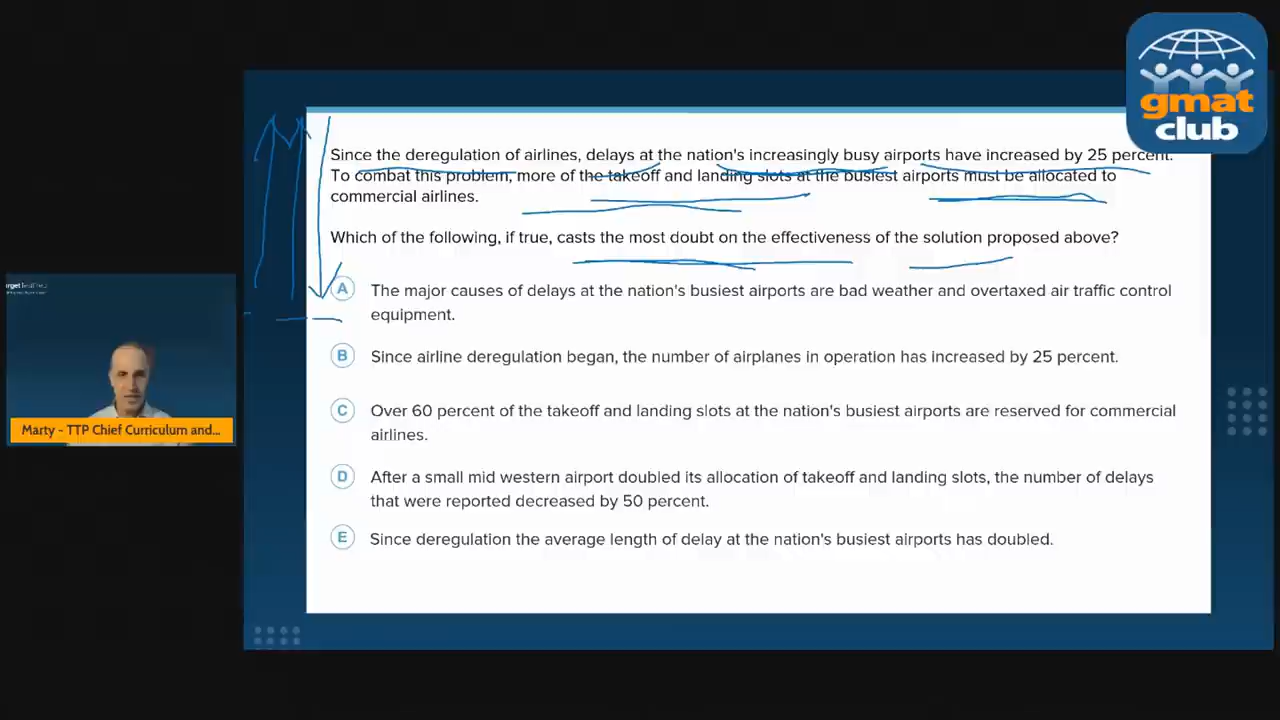 gmat
club
Since the deregulation of airlines, delays at the nation's increasingly busy airports have increased by 25 percent.
To combat this problem, more of the takeoff and landing slots at the busiest airports must be allocated to
commercial airlines.
Which of the following, if true, casts the most doubt on the effectiveness of the solution proposed above?
A The major causes of delays at the nation's busiest airports are bad weather and overtaxed air traffic control
equipment.
B Since airline deregulation began, the number of airplanes in operation has increased by 25 percent.
C Over 60 percent of the takeoff and landing slots at the nation's busiest airports are reserved for commercial
airlines.
D After a small mid western airport doubled its allocation of takeoff and landing slots, the number of delays
that were reported decreased by 50 percent.
E Since deregulation the average length of delay at the nation's busiest airports has doubled.
Marty - TTP Chief Curriculum and...